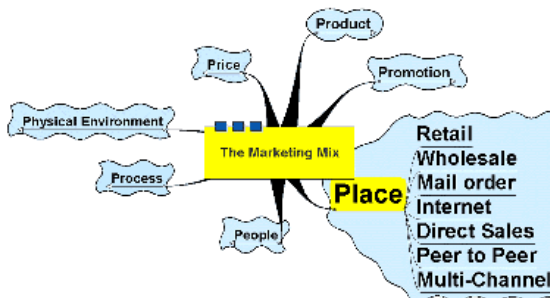 Product
Price
Promotion
Physical Environment
The Marketing Mix
Process
People
Place
Retail
Wholesale
Mail order
Internet
Direct Sales
Peer to Peer
Multi-Channel